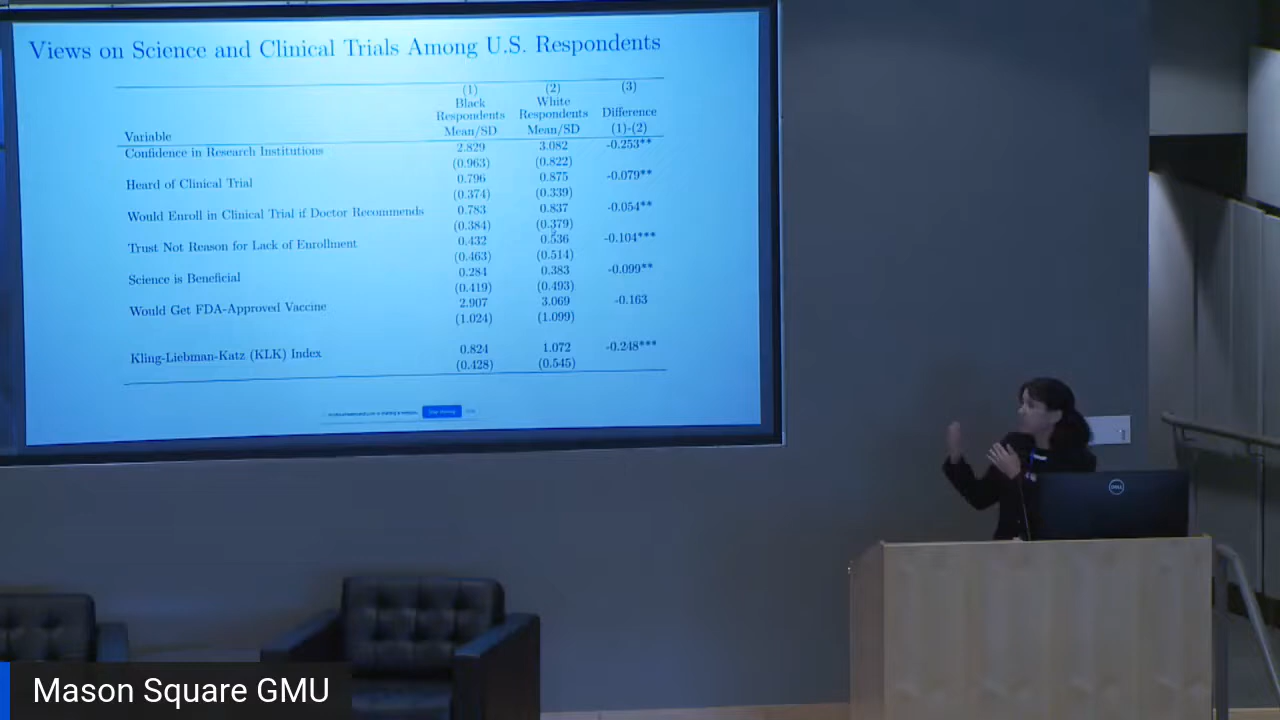 Views on Science and Clinical Trials Among U.S. Respondents
(1) (2) (3)
Black White
Respondents Respondents Difference
Variable Mean/SD Mean/SD (1)-(2)
Confidence in Research Institutions 2.829 3.082 -0.253**
(0.963) (0.822)
Heard of Clinical Trial 0.796 0.875 -0.079**
(0.374) (0.339)
Would Enroll in Clinical Trial if Doctor Recommends 0.783 0.837 -0.054**
(0.384) (0.379)
Trust Not Reason for Lack of Enrollment 0.432 0.536 -0.104***
(0.463) (0.514)
Science is Beneficial 0.284 0.383 -0.099**
(0.419) (0.493)
Would Get FDA-Approved Vaccine 2.907 3.069 -0.163
(1.024) (1.099)
Kling-Liebman-Katz (KLK) Index 0.824 1.072 -0.248***
(0.428) (0.545)
DELL
Mason Square GMU